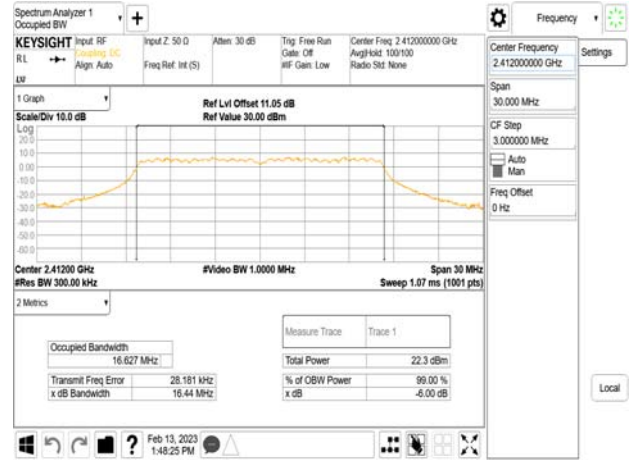 Spectrum Analyzer 1
Occupied BW
Frequency
KEYSIGHT Input: RF Input Z: 50 Ω Atten: 30 dB Trig: Free Run Center Freq: 2.412000000 GHz
RL Coupling: DC Gate: Off Avg|Hold: 100/100
Align: Auto Freq Ref: Int (S) #IF Gain: Low Radio Std: None
LU
Center Frequency
2.412000000 GHz
Settings
Span
30.000 MHz
CF Step
3.000000 MHz
Auto
Man
Freq Offset
0 Hz
Local
1 Graph
Ref Lvl Offset 11.05 dB
Scale/Div 10.0 dB Ref Value 30.00 dBm
Log
20.0
10.0
0.00
-10.0
-20.0
-30.0
-40.0
-50.0
-60.0
Center 2.41200 GHz #Video BW 1.0000 MHz Span 30 MHz
#Res BW 300.00 kHz Sweep 1.07 ms (1001 pts)
2 Metrics
Measure Trace Trace 1
Occupied Bandwidth
16.627 MHz Total Power 22.3 dBm
Transmit Freq Error 28.181 kHz % of OBW Power 99.00 %
x dB Bandwidth 16.44 MHz x dB -6.00 dB
? Feb 13, 2023
1:48:25 PM